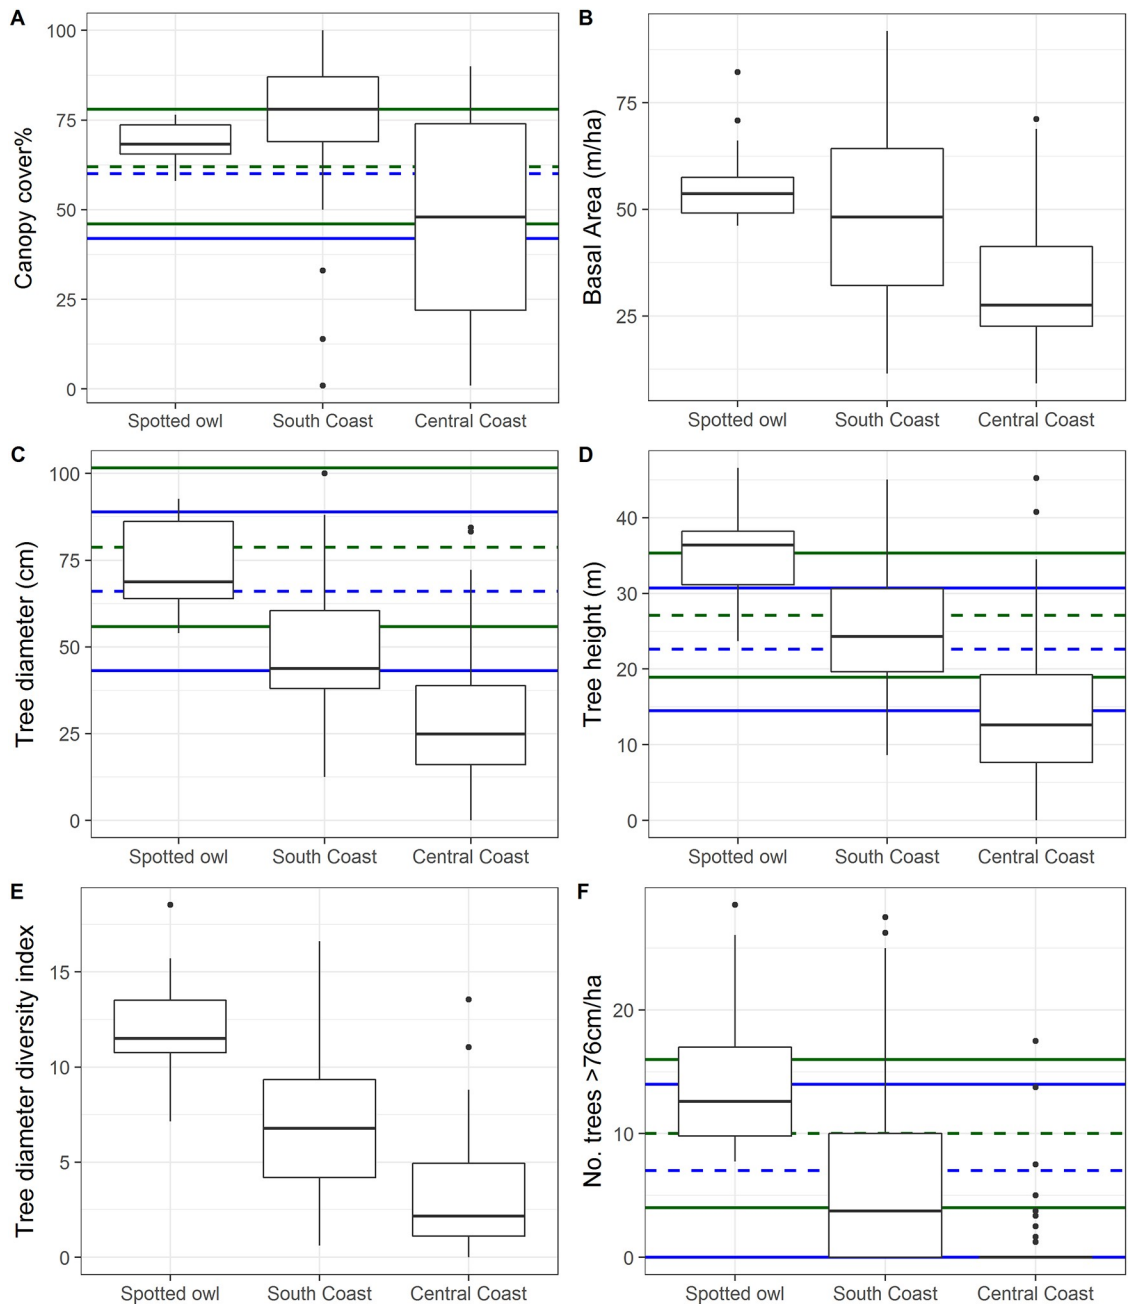 A
Canopy cover%
100
75
50
25
0
Spotted owl South Coast Central Coast
B
Basal Area (m/ha)
75
50
25
Spotted owl South Coast Central Coast
C
Tree diameter (cm)
100
75
50
25
0
Spotted owl South Coast Central Coast
D
Tree height (m)
40
30
20
10
0
Spotted owl South Coast Central Coast
E
Tree diameter diversity index
15
10
5
0
Spotted owl South Coast Central Coast
F
No. trees >76cm/ha
20
10
0
Spotted owl South Coast Central Coast